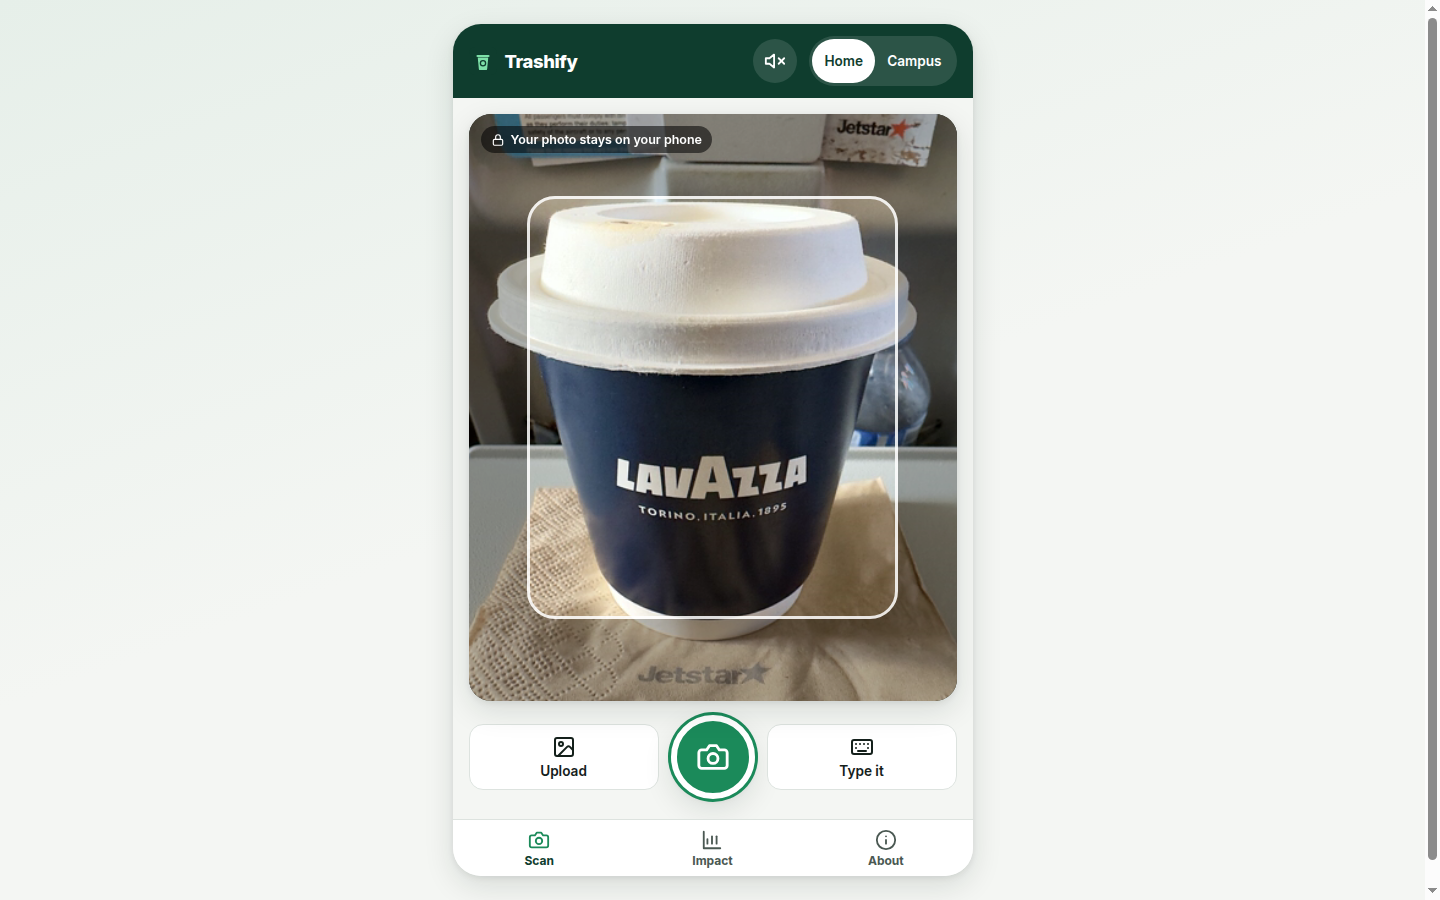 Trashify
Home
Campus
Your photo stays on your phone
Jetstar
LAVAZZA
TORINO, ITALIA, 1895
Jetstar
Upload
Type it
Scan
Impact
About